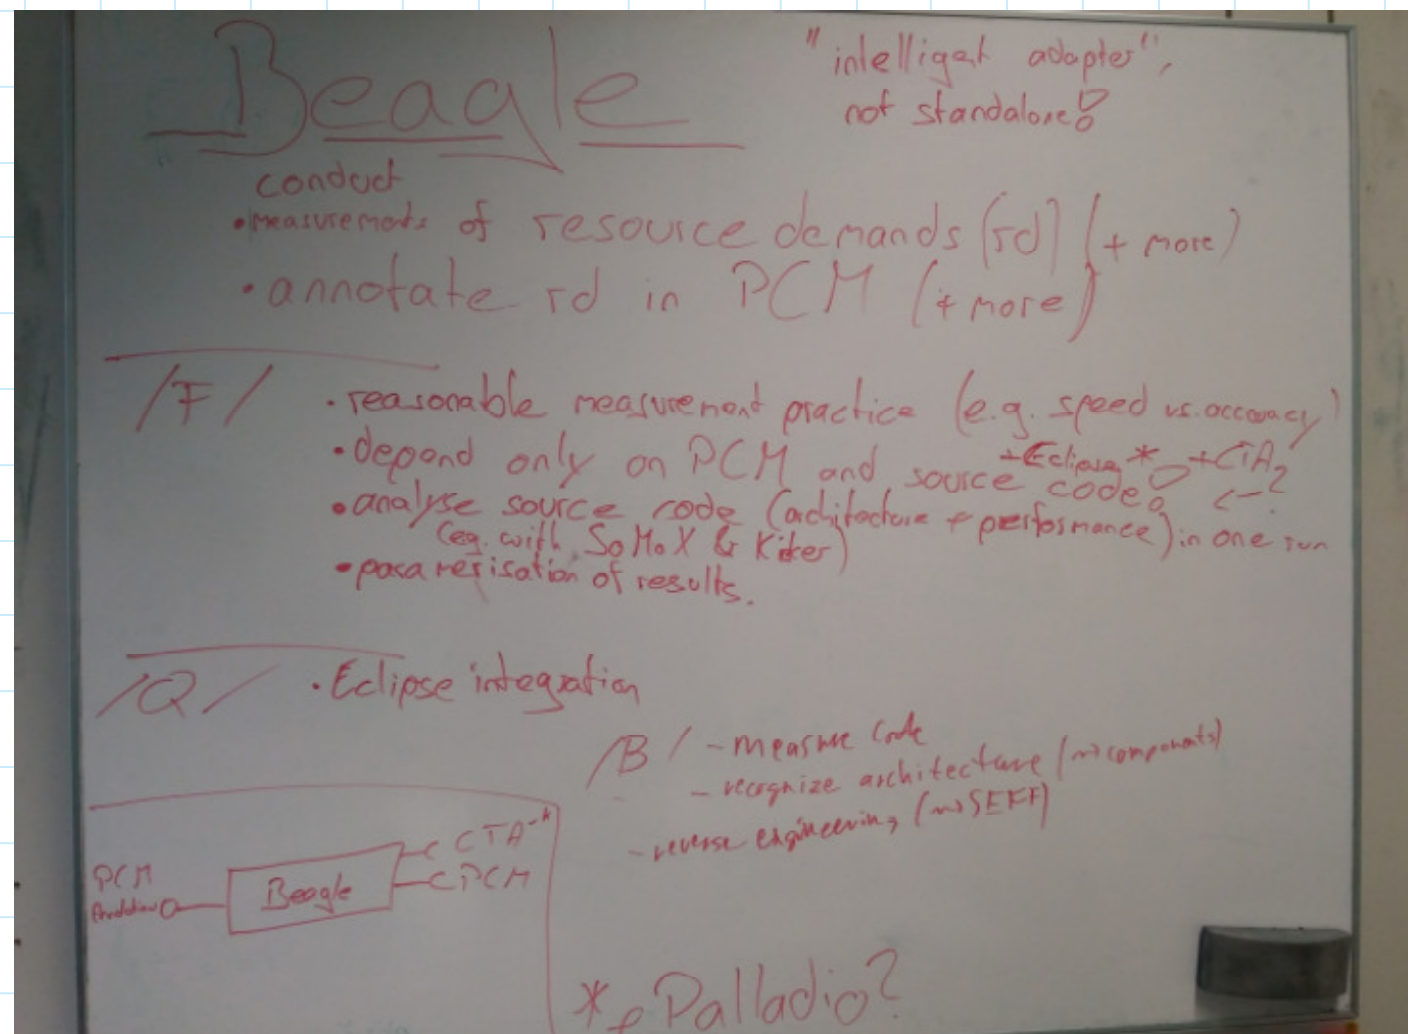 Beagle
"intelligent adapter",
not standalone!
conduct
• measurements of resource demands (rd) (+ more)
• annotate rd in PCM (+ more)
/F/
• reasonable measurement practice (e.g. speed vs. accuracy)
+Eclipse * +CTA?
• depend only on PCM and source code! <-?
• analyse source code (architecture + performance) in one run
(eg. with SoMoX & Kieker)
• parametrisation of results.
/Q/ • Eclipse integration
/B/ - measure code
- recognize architecture (~> components)
- reverse engineering (~> SEFF)
CTA-*
PCM
Beagle
PCM
* Palladio?